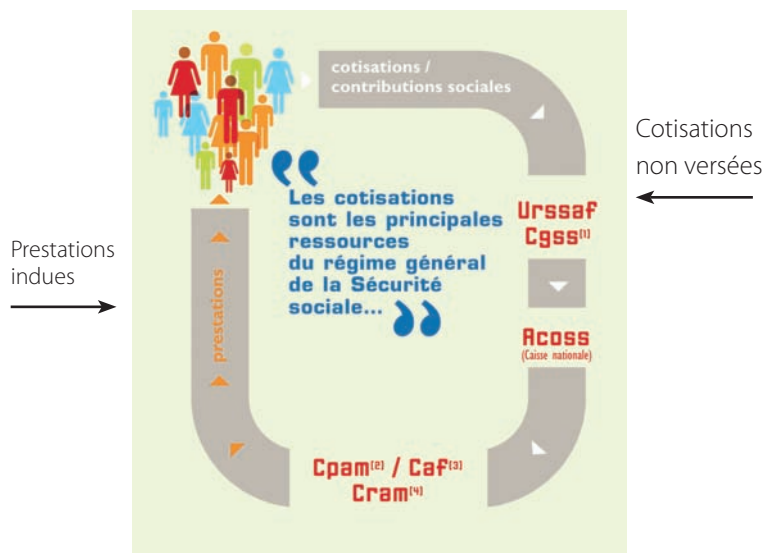 cotisations /
contributions sociales
Cotisations
non versées
“
Les cotisations
sont les principales
ressources
du régime général
de la Sécurité
sociale...
”
Urssaf
Cgss(1)
Prestations
indues
prestations
Acoss
(Caisse nationale)
Cpam(2) / Caf(3)
Cram(4)